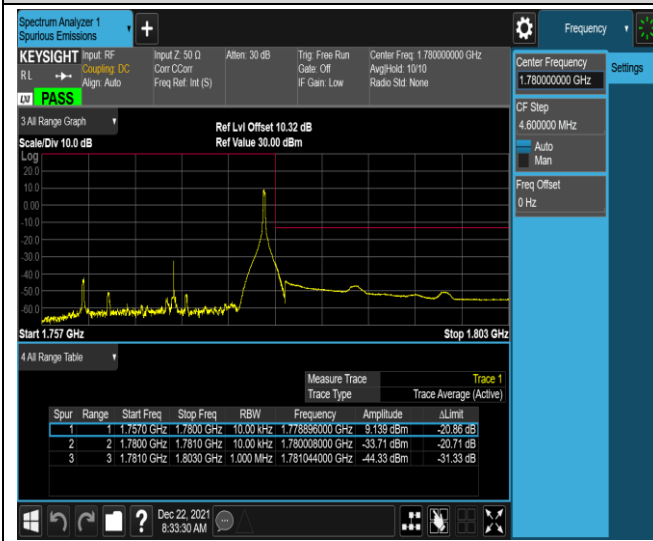 Spectrum Analyzer 1
Spurious Emissions
+
Frequency
KEYSIGHT Input: RF
RL
Coupling: DC
Align: Auto
Input Z: 50 Ω
Corr CCorr
Freq Ref: Int (S)
Atten: 30 dB
Trig: Free Run
Gate: Off
IF Gain: Low
Center Freq: 1.780000000 GHz
Avg|Hold: 10/10
Radio Std: None
LXI PASS
Center Frequency
1.780000000 GHz
Settings
CF Step
4.600000 MHz
Auto
Man
Freq Offset
0 Hz
3 All Range Graph
Scale/Div 10.0 dB
Ref Lvl Offset 10.32 dB
Ref Value 30.00 dBm
Log
20.0
10.0
0.00
-10.0
-20.0
-30.0
-40.0
-50.0
-60.0
Start 1.757 GHz
Stop 1.803 GHz
4 All Range Table
Measure Trace Trace 1
Trace Type Trace Average (Active)
Spur Range Start Freq Stop Freq RBW Frequency Amplitude ΔLimit
1 1 1.7570 GHz 1.7800 GHz 10.00 kHz 1.778896000 GHz 9.139 dBm -20.86 dB
2 2 1.7800 GHz 1.7810 GHz 10.00 kHz 1.780008000 GHz -33.71 dBm -20.71 dB
3 3 1.7810 GHz 1.8030 GHz 1.000 MHz 1.781044000 GHz -44.33 dBm -31.33 dB
?
Dec 22, 2021
8:33:30 AM